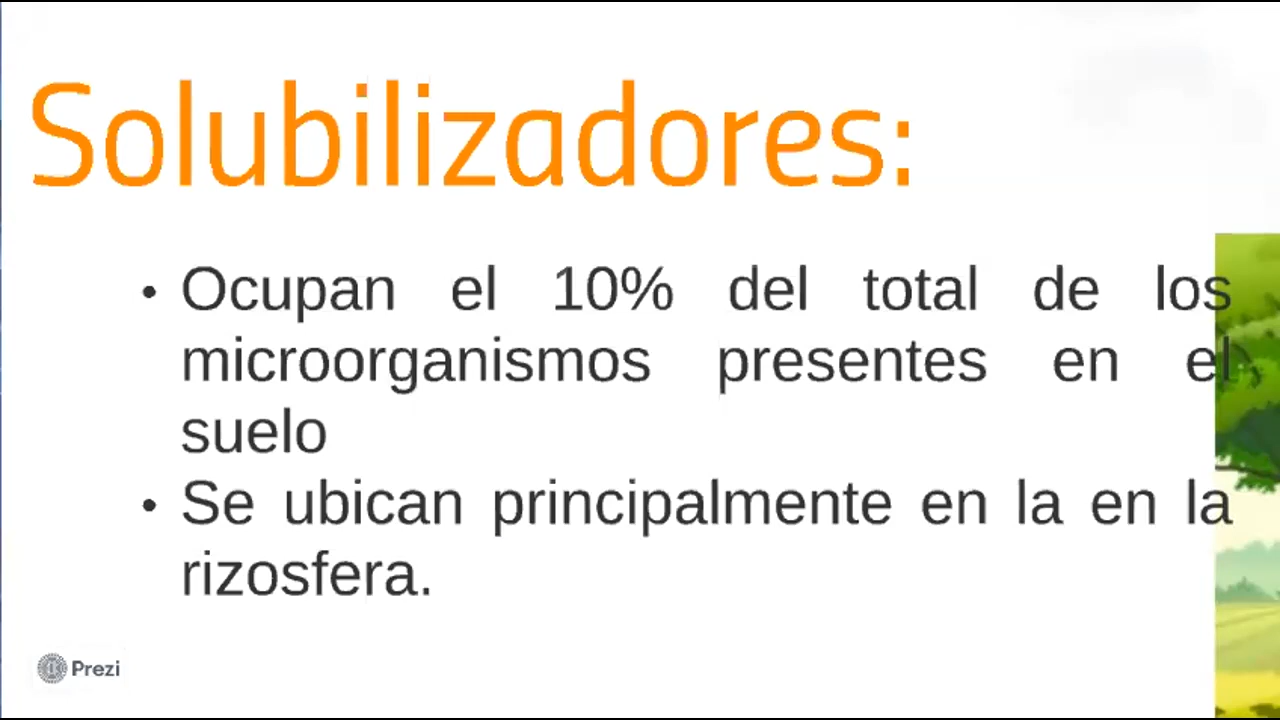 Solubilizadores:
• Ocupan el 10% del total de los
microorganismos presentes en el
suelo
• Se ubican principalmente en la en la
rizosfera.
Prezi